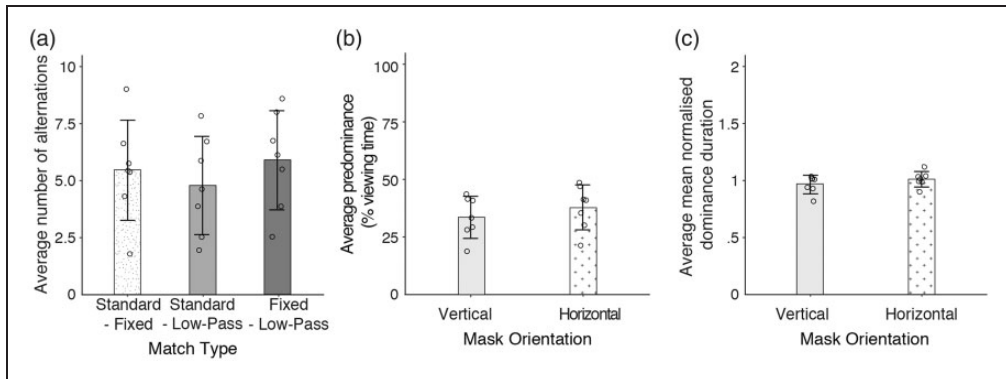 (a)
Average number of alternations
10
7.5
5.0
2.5
0
Standard
- Fixed
Standard
- Low-Pass
Fixed
- Low-Pass
Match Type
(b)
Average predominance
(% viewing time)
100
75
50
25
0
Vertical
Horizontal
Mask Orientation
(c)
Average mean normalised
dominance duration
2
1.5
1
.5
0
Vertical
Horizontal
Mask Orientation